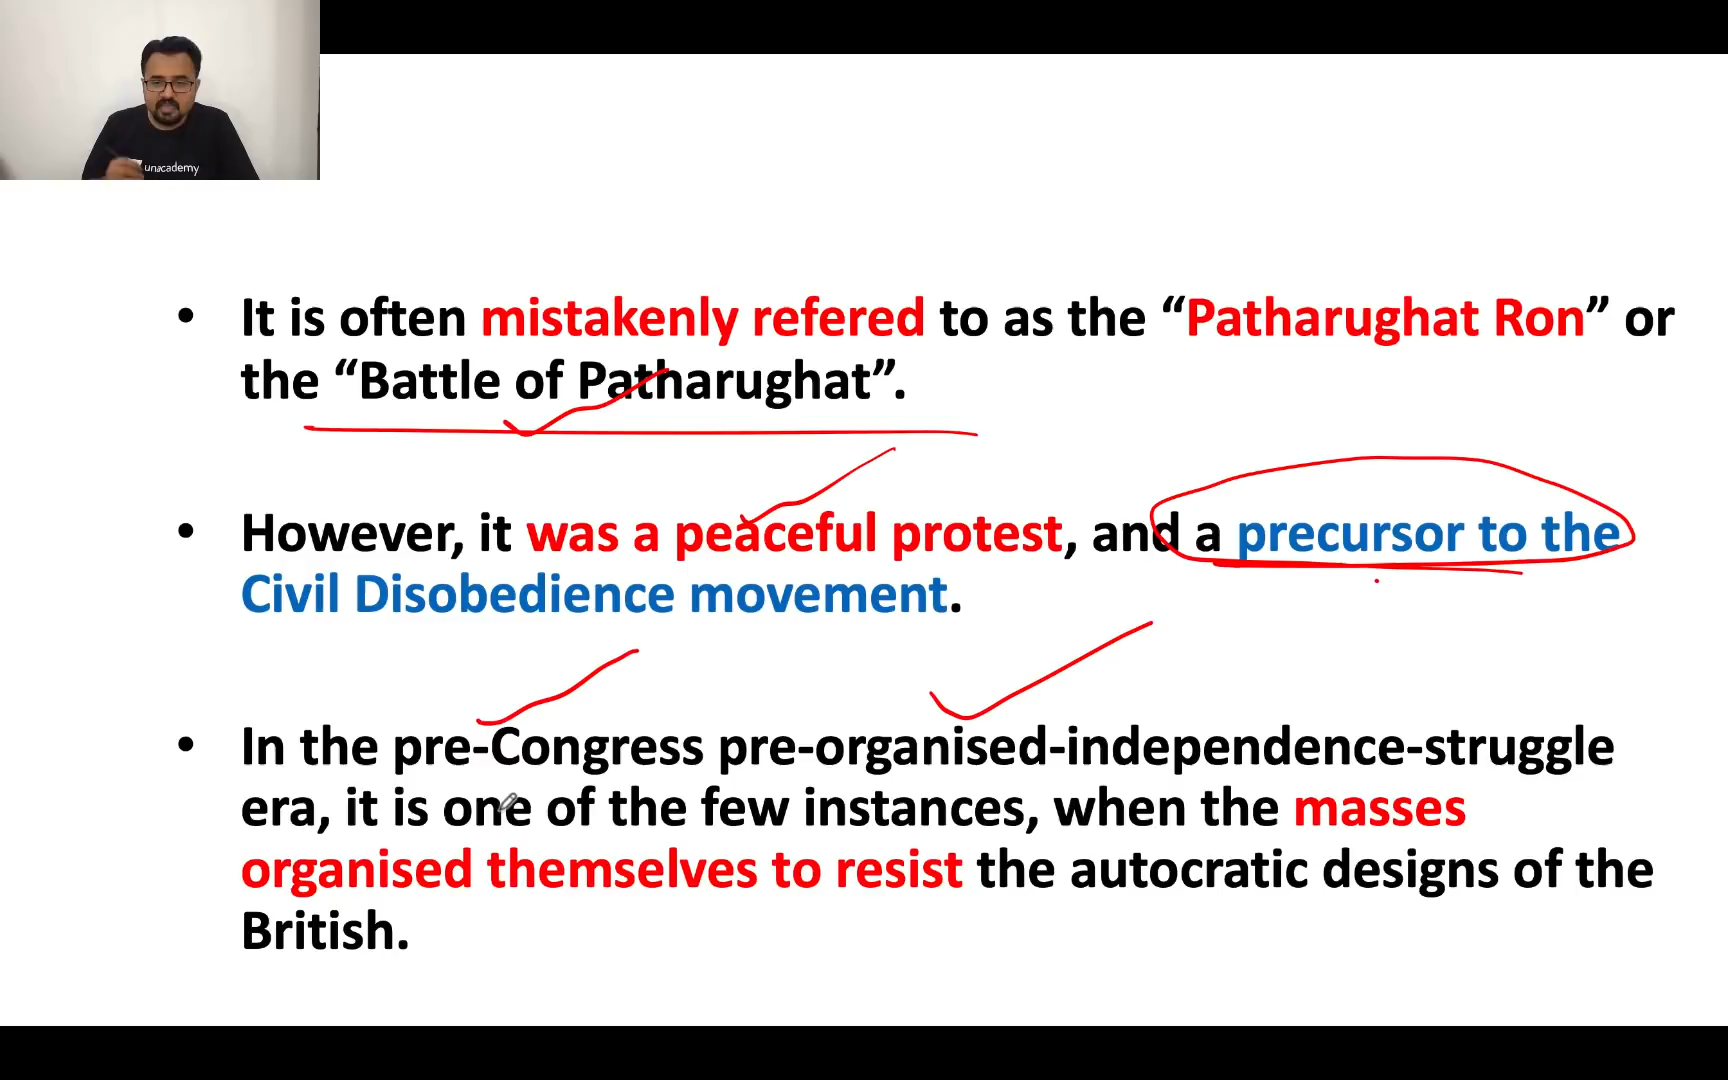 unacademy
• It is often mistakenly refered to as the “Patharughat Ron” or
the “Battle of Patharughat”.
• However, it was a peaceful protest, and a precursor to the
Civil Disobedience movement.
• In the pre-Congress pre-organised-independence-struggle
era, it is one of the few instances, when the masses
organised themselves to resist the autocratic designs of the
British.